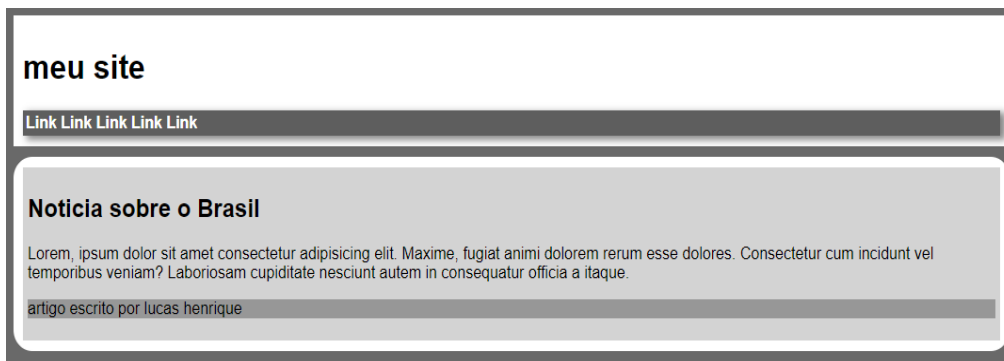 meu site
Link Link Link Link Link
Noticia sobre o Brasil
Lorem, ipsum dolor sit amet consectetur adipisicing elit. Maxime, fugiat animi dolorem rerum esse dolores. Consectetur cum incidunt vel
temporibus veniam? Laboriosam cupiditate nesciunt autem in consequatur officia a itaque.
artigo escrito por lucas henrique